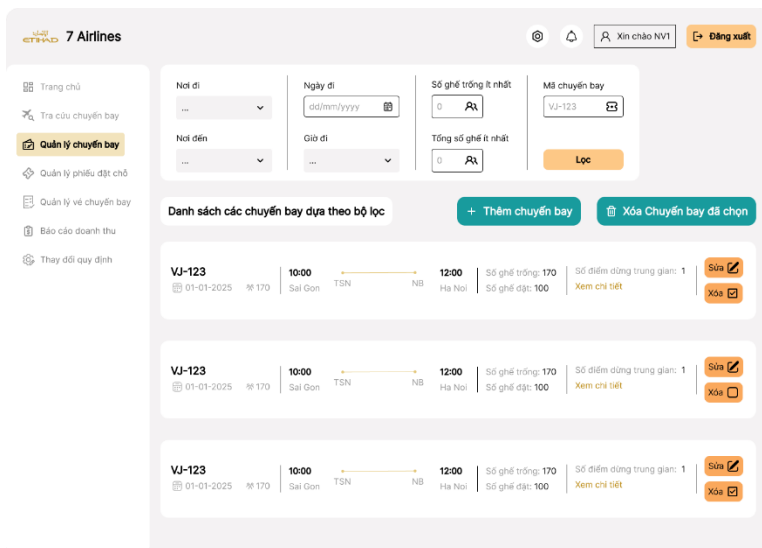 ETIHAD 7 Airlines
Xin chào NV1
Đăng xuất
Trang chủ
Tra cứu chuyến bay
Quản lý chuyến bay
Quản lý phiếu đặt chỗ
Quản lý vé chuyến bay
Báo cáo doanh thu
Thay đổi quy định
Nơi đi
...
Nơi đến
...
Ngày đi
dd/mm/yyyy
Giờ đi
...
Số ghế trống ít nhất
0
Tổng số ghế ít nhất
0
Mã chuyến bay
VJ-123
Lọc
Danh sách các chuyến bay dựa theo bộ lọc
+ Thêm chuyến bay
Xóa Chuyến bay đã chọn
VJ-123
01-01-2025 170
10:00
Sai Gon
TSN NB
12:00
Ha Noi
Số ghế trống: 170
Số ghế đặt: 100
Số điểm dừng trung gian: 1
Xem chi tiết
Sửa
Xóa
VJ-123
01-01-2025 170
10:00
Sai Gon
TSN NB
12:00
Ha Noi
Số ghế trống: 170
Số ghế đặt: 100
Số điểm dừng trung gian: 1
Xem chi tiết
Sửa
Xóa
VJ-123
01-01-2025 170
10:00
Sai Gon
TSN NB
12:00
Ha Noi
Số ghế trống: 170
Số ghế đặt: 100
Số điểm dừng trung gian: 1
Xem chi tiết
Sửa
Xóa